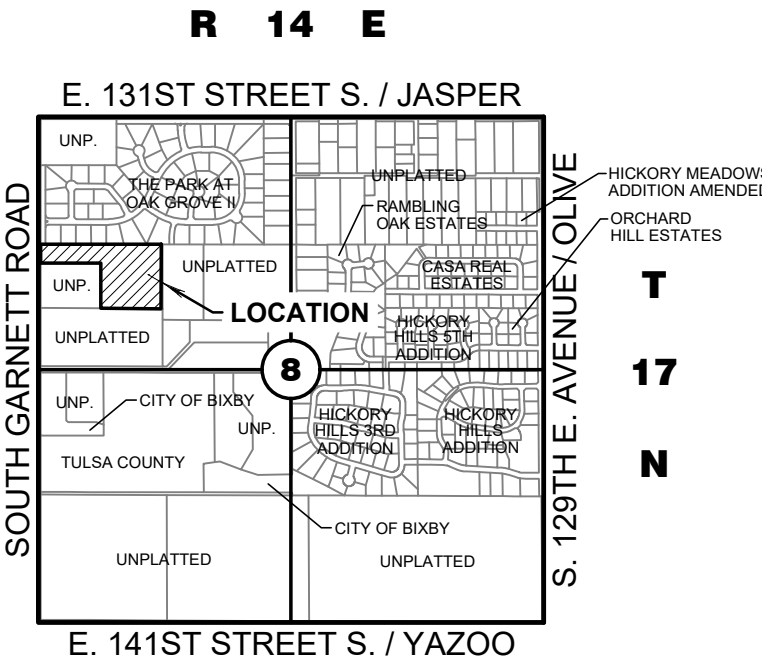 R 14 E
E. 131ST STREET S. / JASPER
SOUTH GARNETT ROAD
UNP.
THE PARK AT
OAK GROVE II
UNPLATTED
RAMBLING
OAK ESTATES
HICKORY MEADOWS
ADDITION AMENDED
ORCHARD
HILL ESTATES
S. 129TH E. AVENUE / OLIVE
T
17
N
UNP.
UNPLATTED
CASA REAL
ESTATES
LOCATION
UNPLATTED
HICKORY
HILLS 5TH
ADDITION
8
UNP.
CITY OF BIXBY
UNP.
TULSA COUNTY
HICKORY
HILLS 3RD
ADDITION
HICKORY
HILLS
ADDITION
CITY OF BIXBY
UNPLATTED
UNPLATTED
E. 141ST STREET S. / YAZOO